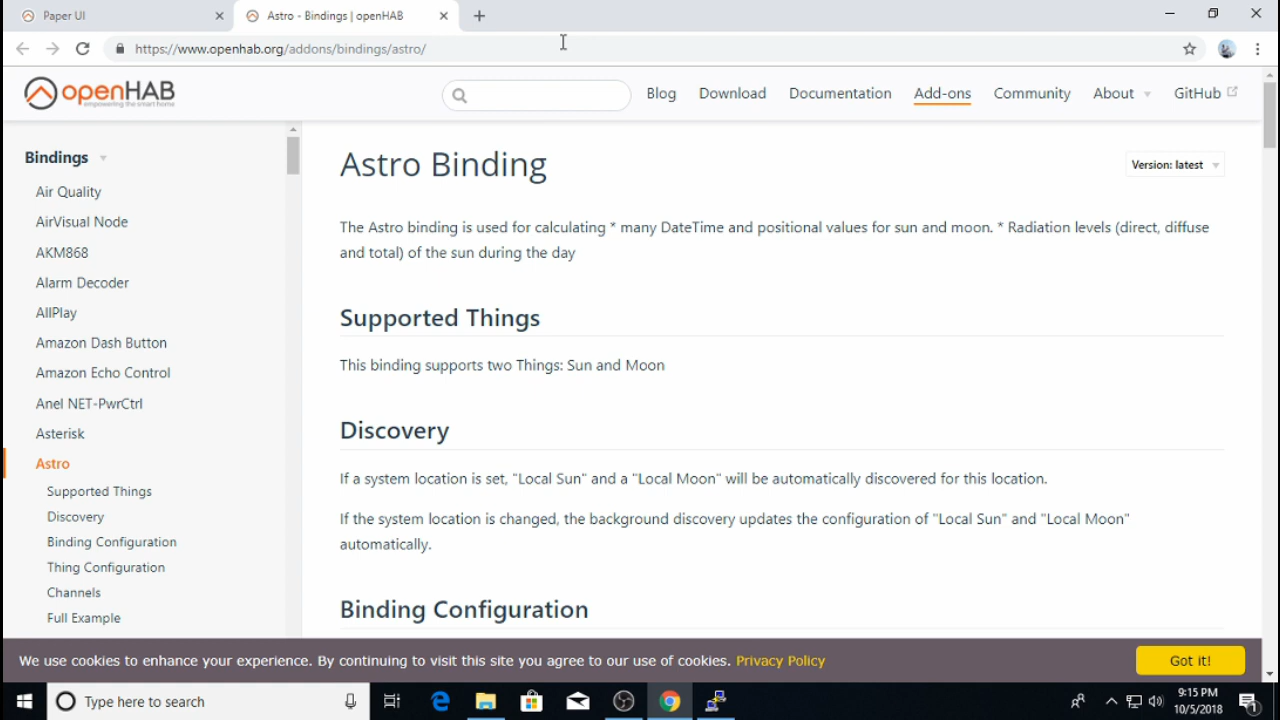 Paper UI
Astro - Bindings | openHAB
https://www.openhab.org/addons/bindings/astro/
openHAB
empowering the smart home
Blog
Download
Documentation
Add-ons
Community
About
GitHub
Bindings
Air Quality
AirVisual Node
AKM868
Alarm Decoder
AllPlay
Amazon Dash Button
Amazon Echo Control
Anel NET-PwrCtrl
Asterisk
Astro
Supported Things
Discovery
Binding Configuration
Thing Configuration
Channels
Full Example
Astro Binding
Version: latest
The Astro binding is used for calculating * many DateTime and positional values for sun and moon. * Radiation levels (direct, diffuse
and total) of the sun during the day
Supported Things
This binding supports two Things: Sun and Moon
Discovery
If a system location is set, "Local Sun" and a "Local Moon" will be automatically discovered for this location.
If the system location is changed, the background discovery updates the configuration of "Local Sun" and "Local Moon"
automatically.
Binding Configuration
We use cookies to enhance your experience. By continuing to visit this site you agree to our use of cookies. Privacy Policy
Got it!
Type here to search
9:15 PM
10/5/2018
1